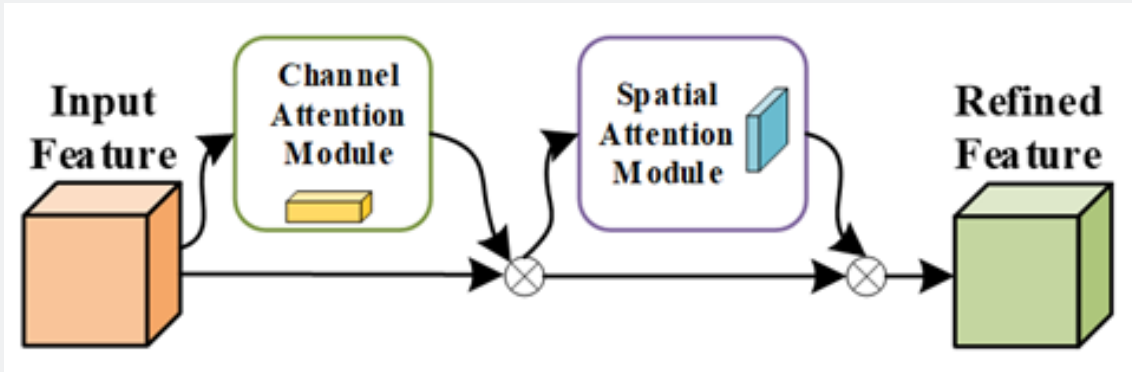 Input
Feature
Channel
Attention
Module
Spatial
Attention
Module
Refined
Feature